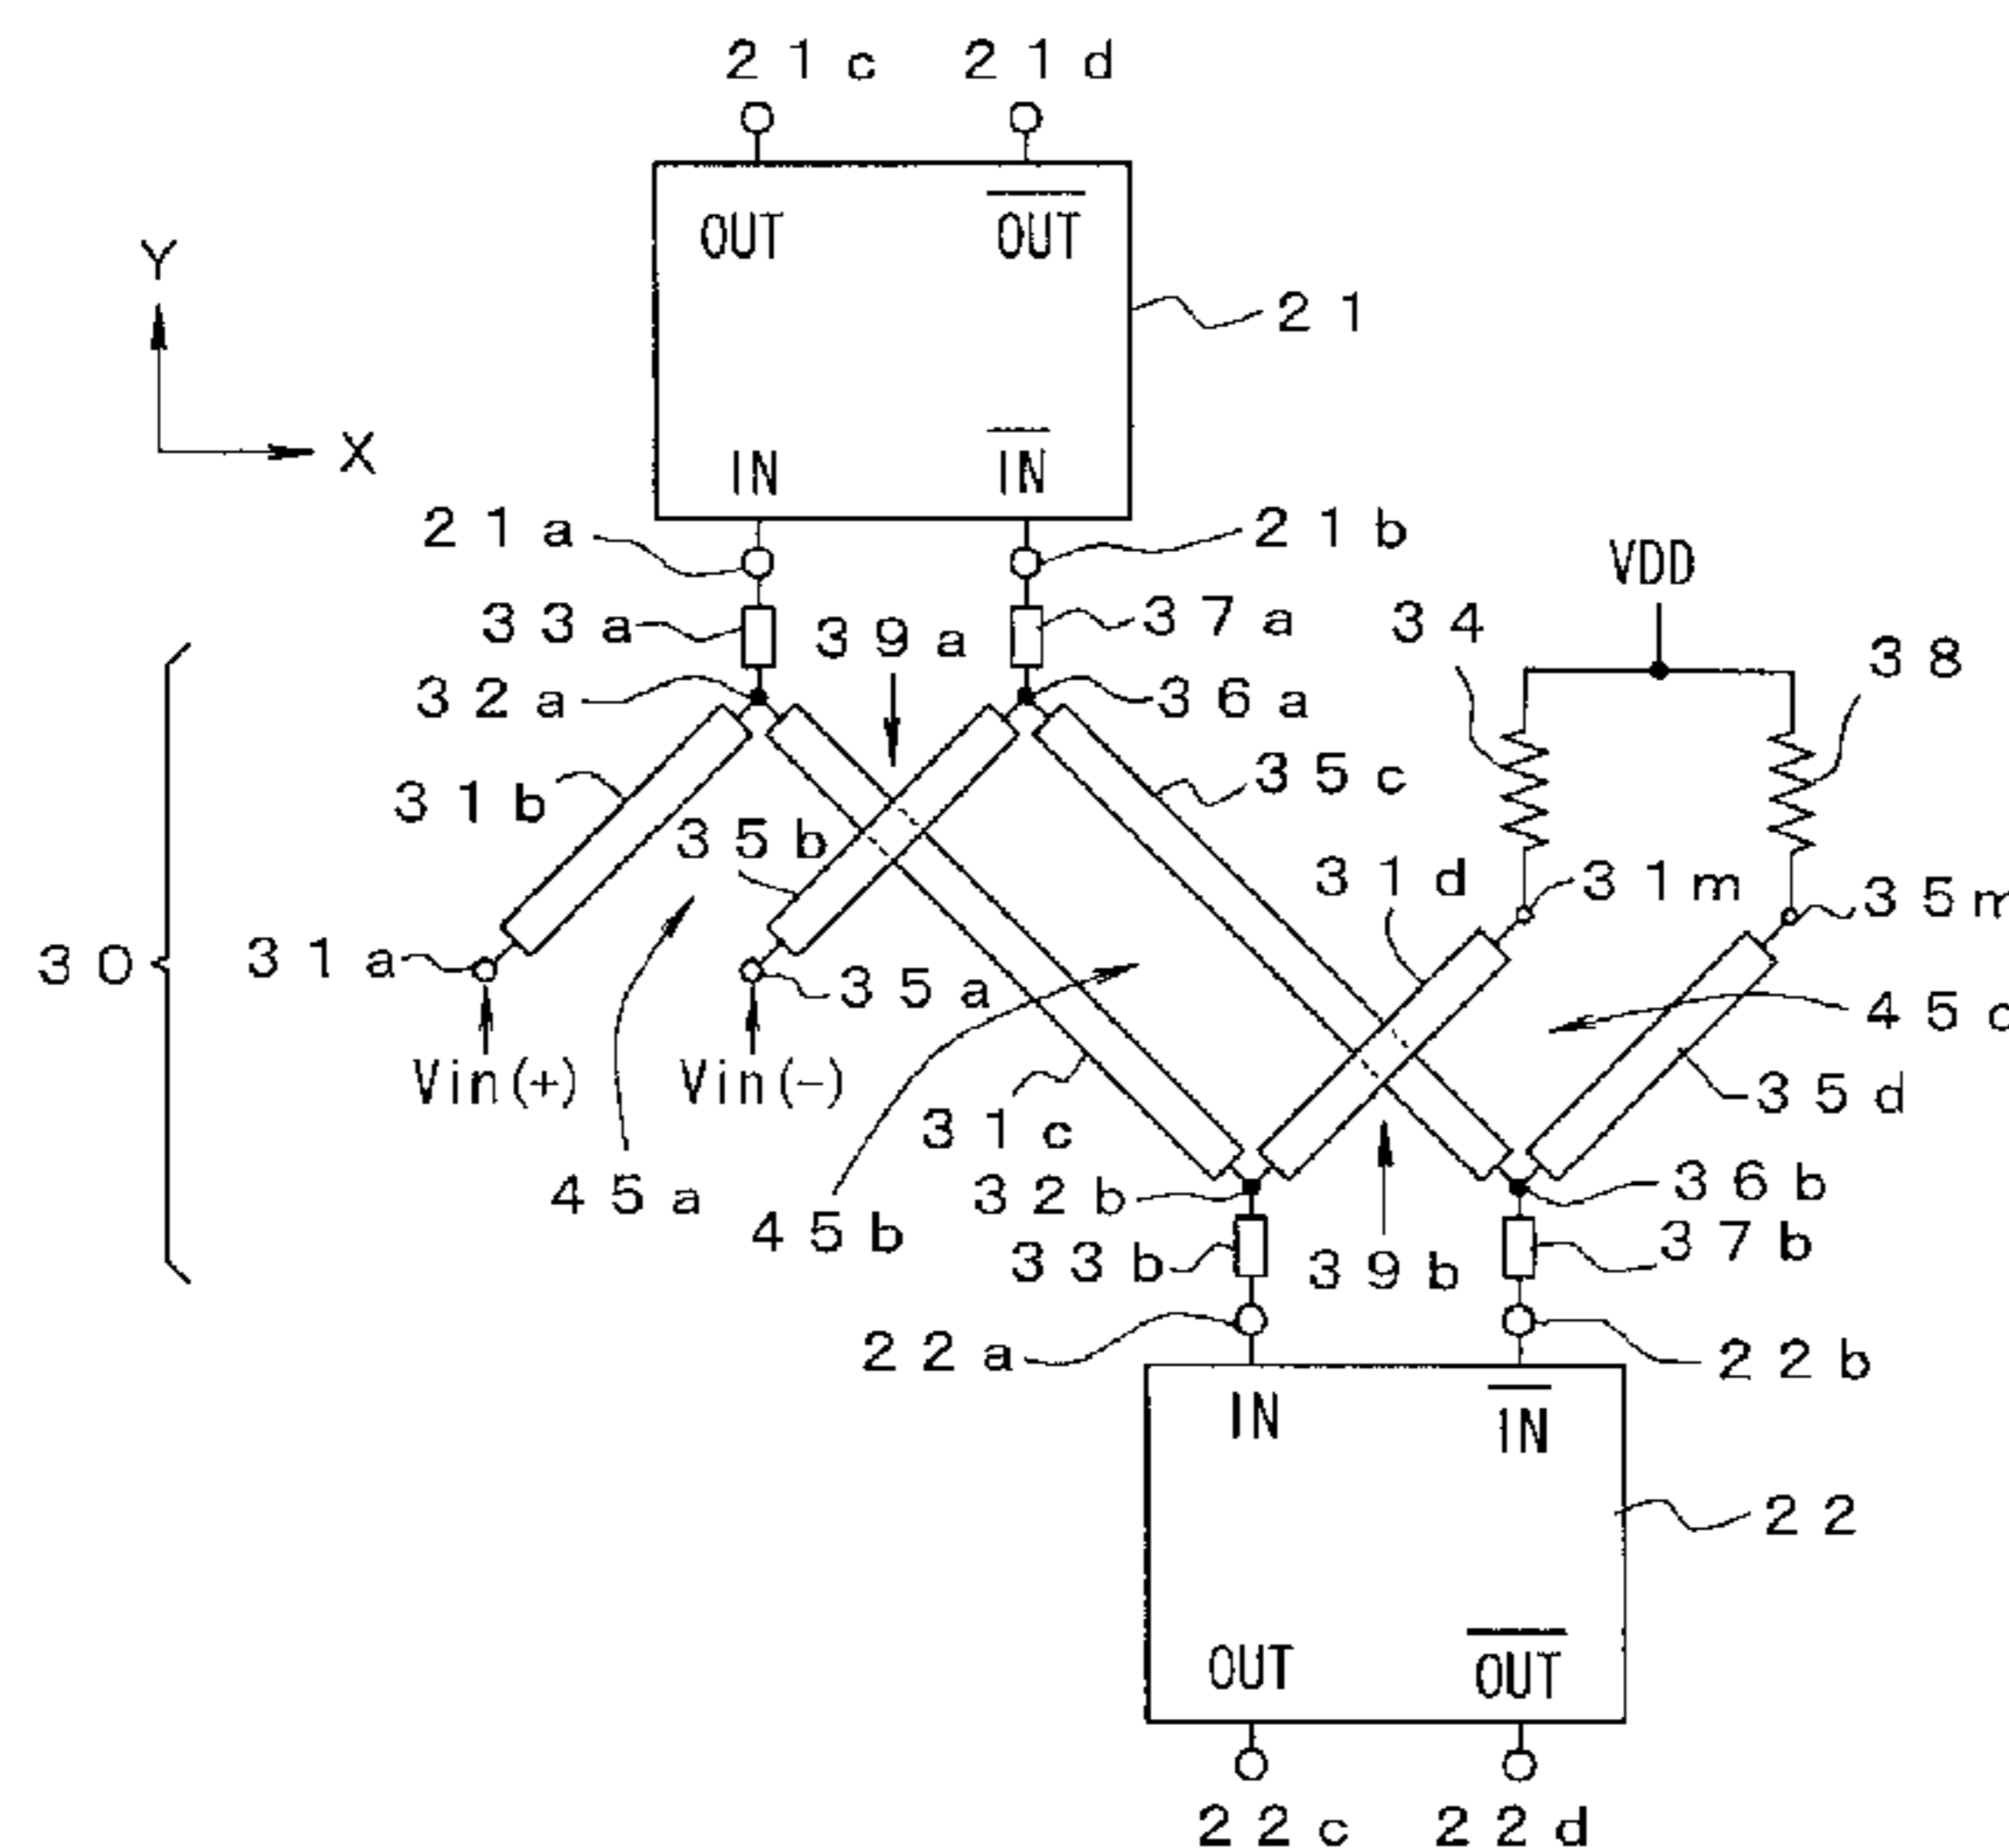 21c 21d
OUT OUT
Y
21
X
IN IN
21a 21b
VDD
33a 39a 37a 34 38
32a 36a
35c
31b 35b
31d 31m 35m
30 31a 35a
45c
Vin(+) Vin(-)
35d
31c
45a 45b 32b 36b
33b 39b 37b
22a 22b
IN IN
22
OUT OUT
22c 22d